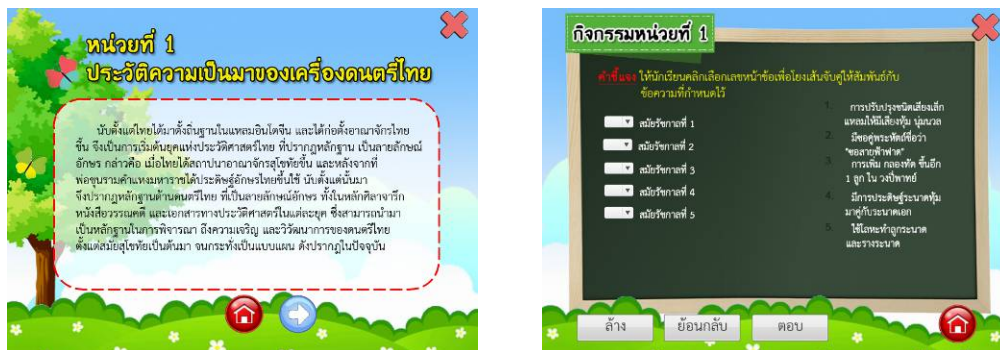 หน่วยที่ 1
ประวัติความเป็นมาของเครื่องดนตรีไทย
นับตั้งแต่ไทยได้มาตั้งถิ่นฐานในแหลมอินโดจีน และได้ก่อตั้งอาณาจักรไทย
ขึ้น จึงเป็นการเริ่มต้นยุคแห่งประวัติศาสตร์ไทย ที่ปรากฏหลักฐาน เป็นลายลักษณ์
อักษร กล่าวคือ เมื่อไทยได้สถาปนาอาณาจักรสุโขทัยขึ้น และหลังจากที่
พ่อขุนรามคำแหงมหาราชได้ประดิษฐ์อักษรไทยขึ้นใช้ นับตั้งแต่นั้นมา
จึงปรากฏหลักฐานด้านดนตรีไทย ที่เป็นลายลักษณ์อักษร ทั้งในหลักศิลาจารึก
หนังสือวรรณคดี และเอกสารทางประวัติศาสตร์ในแต่ละยุค ซึ่งสามารถนำมา
เป็นหลักฐานในการพิจารณา ถึงความเจริญ และวิวัฒนาการของดนตรีไทย
ตั้งแต่สมัยสุโขทัยเป็นต้นมา จนกระทั่งเป็นแบบแผน ดังปรากฏในปัจจุบัน
กิจกรรมหน่วยที่ 1
คำชี้แจง ให้นักเรียนคลิกเลือกเลขหน้าข้อเพื่อโยงเส้นจับคู่ให้สัมพันธ์กับ
ข้อความที่กำหนดไว้
สมัยรัชกาลที่ 1
สมัยรัชกาลที่ 2
สมัยรัชกาลที่ 3
สมัยรัชกาลที่ 4
สมัยรัชกาลที่ 5
1. การปรับปรุงชนิดเสียงเล็ก
แหลมให้มีเสียงทุ้ม นุ่มนวล
2. มีซอคู่พระหัตถ์ชื่อว่า
"ซอสายฟ้าฟาด"
3. การเพิ่ม กลองทัด ขึ้นอีก
1 ลูก ใน วงปี่พาทย์
4. มีการประดิษฐ์ระนาดทุ้ม
มาคู่กับระนาดเอก
5. ใช้โลหะทำลูกระนาด
และรางระนาด
ล้าง
ย้อนกลับ
ตอบ